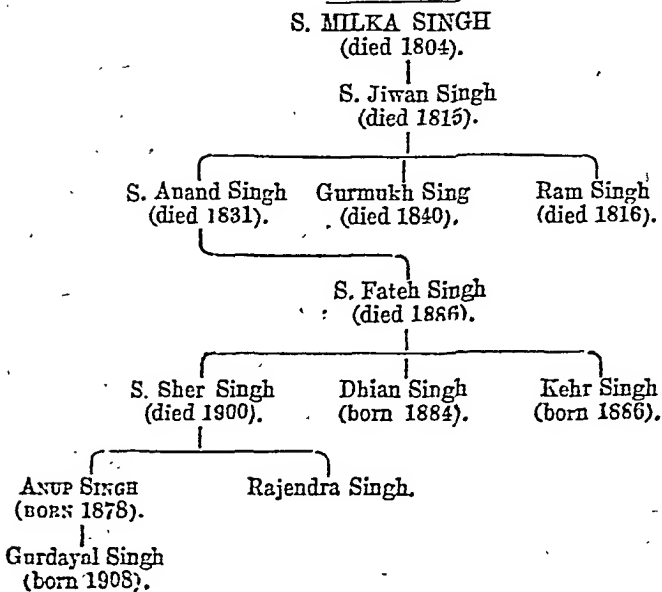 S. MILKA SINGH
(died 1804).
S. Jiwan Singh
(died 1815).
S. Anand Singh Gurmukh Sing Ram Singh
(died 1831). (died 1840). (died 1816).
S. Fateh Singh
(died 1886).
S. Sher Singh Dhian Singh Kehr Singh
(died 1900). (born 1884). (born 1886).
ANUP SINGH Rajendra Singh.
(BORN 1878).
Gurdayal Singh
(born 1908).